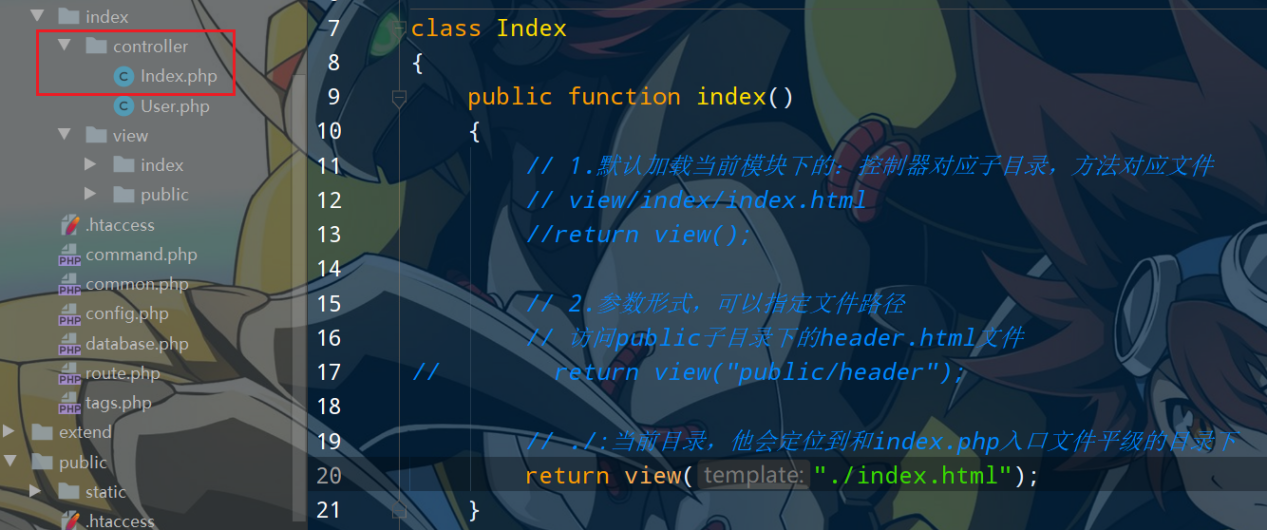 index
controller
Index.php
User.php
view
index
public
.htaccess
command.php
common.php
config.php
database.php
route.php
tags.php
extend
public
static
.htaccess
7 class Index
8 {
9 public function index()
10 {
11 // 1.默认加载当前模块下的：控制器对应子目录，方法对应文件
12 // view/index/index.html
13 //return view();
14
15 // 2.参数形式，可以指定文件路径
16 // 访问public子目录下的header.html文件
17 // return view("public/header");
18
19 // ./:当前目录，他会定位到和index.php入口文件平级的目录下
20 return view( template: "./index.html");
21 }